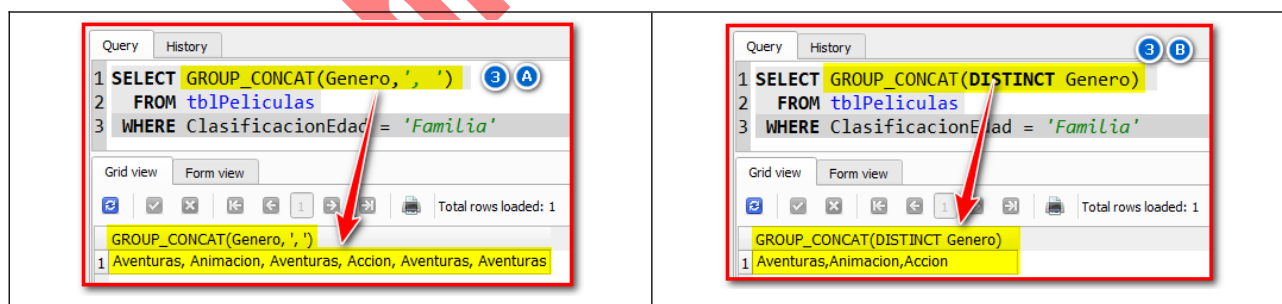 Query History
3 A
1 SELECT GROUP_CONCAT(Genero,', ')
2 FROM tblPeliculas
3 WHERE ClasificacionEdad = 'Familia'
Grid view Form view
1 Total rows loaded: 1
GROUP_CONCAT(Genero, ', ')
1 Aventuras, Animacion, Aventuras, Accion, Aventuras, Aventuras
Query History
3 B
1 SELECT GROUP_CONCAT(DISTINCT Genero)
2 FROM tblPeliculas
3 WHERE ClasificacionEdad = 'Familia'
Grid view Form view
1 Total rows loaded: 1
GROUP_CONCAT(DISTINCT Genero)
1 Aventuras,Animacion,Accion